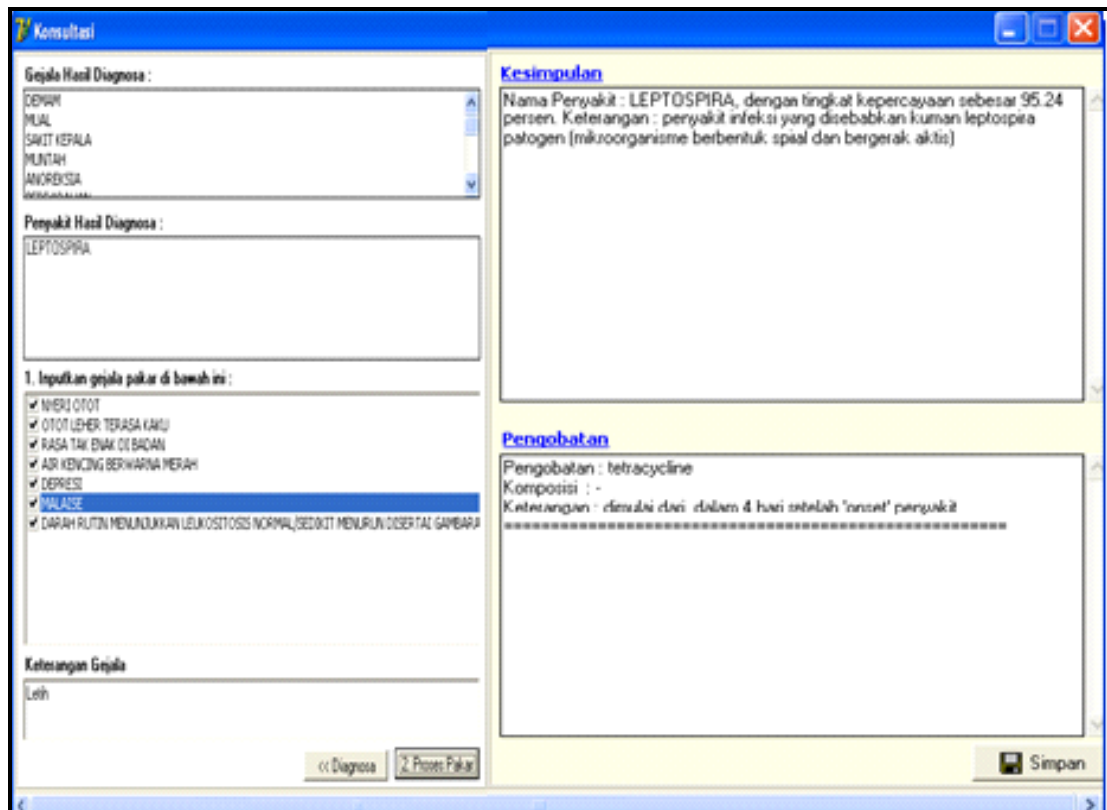 Konsultasi
Gejala Hasil Diagnosa :
DEMAM
MUAL
SAKIT KEPALA
MUNTAH
ANOREKSIA
Penyakit Hasil Diagnosa :
LEPTOSPIRA
1. Inputkan gejala pakar di bawah ini :
NYERI OTOT
OTOT LEHER TERASA KAKU
RASA TAK ENAK DI BADAN
AIR KENCING BERWARNA MERAH
DEPRESI
MALAISE
DARAH RUTIN MENUNJUKKAN LEUKOSITOSIS NORMAL/SEDIKIT MENURUN DISERTAI GAMBARA
Keterangan Gejala
Letih
<< Diagnosa
2. Proses Pakar
Kesimpulan
Nama Penyakit : LEPTOSPIRA, dengan tingkat kepercayaan sebesar 95.24
persen. Keterangan : penyakit infeksi yang disebabkan kuman leptospira
patogen (mikroorganisme berbentuk spiral dan bergerak aktis)
Pengobatan
Pengobatan : tetracycline
Komposisi : -
Keterangan : dimulai dari dalam 4 hari setelah 'onset' penyakit
======================================================
Simpan